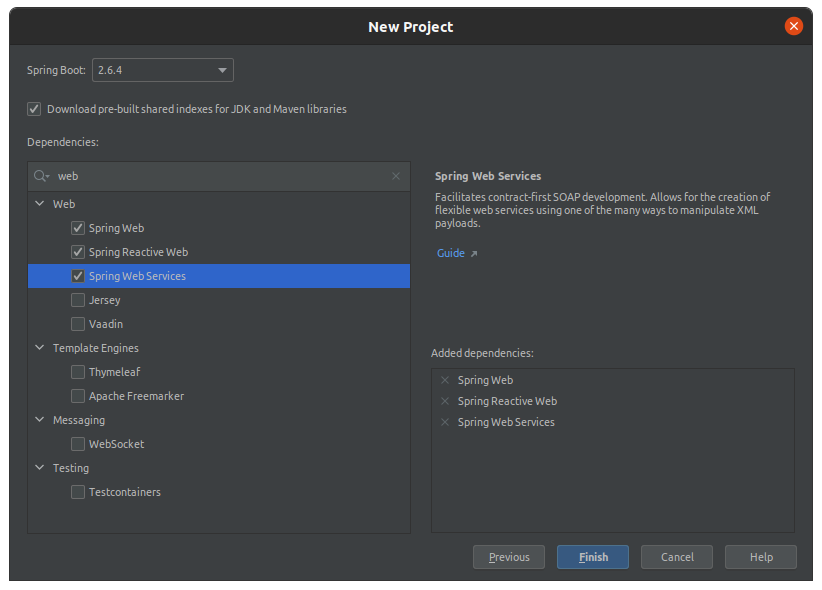 New Project
Spring Boot: 2.6.4
Download pre-built shared indexes for JDK and Maven libraries
Dependencies:
web
Web
Spring Web
Spring Reactive Web
Spring Web Services
Jersey
Vaadin
Template Engines
Thymeleaf
Apache Freemarker
Messaging
WebSocket
Testing
Testcontainers
Spring Web Services
Facilitates contract-first SOAP development. Allows for the creation of
flexible web services using one of the many ways to manipulate XML
payloads.
Guide
Added dependencies:
Spring Web
Spring Reactive Web
Spring Web Services
Previous
Finish
Cancel
Help